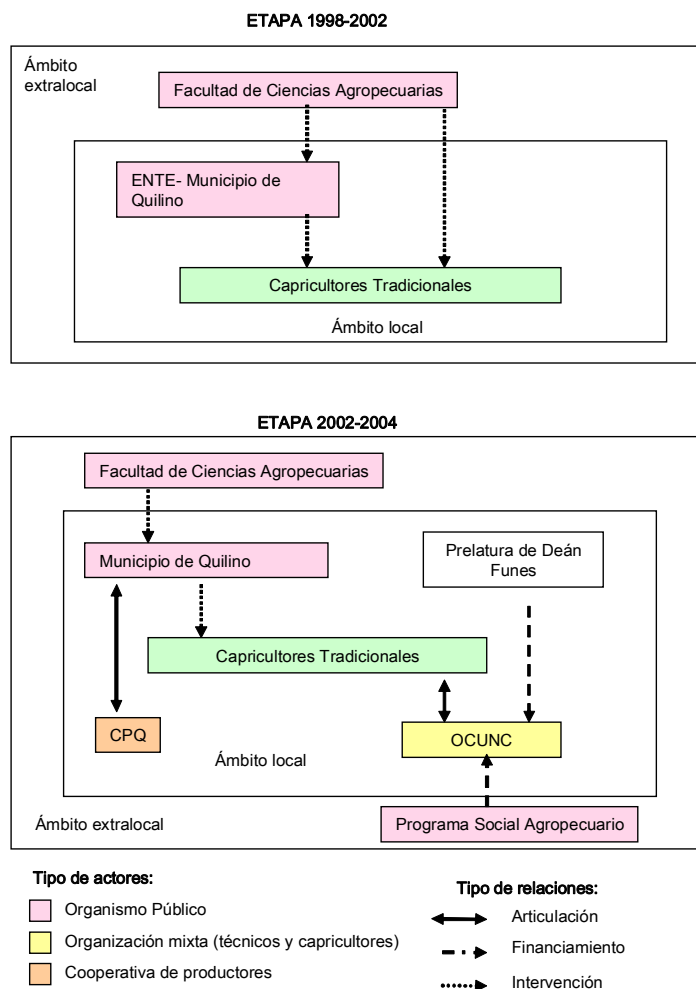 ETAPA 1998-2002
Ámbito
extralocal
Facultad de Ciencias Agropecuarias
ENTE- Municipio de
Quilino
Capricultores Tradicionales
Ámbito local
ETAPA 2002-2004
Facultad de Ciencias Agropecuarias
Municipio de Quilino
Prelatura de Deán
Funes
Capricultores Tradicionales
CPQ
OCUNC
Ámbito local
Ámbito extralocal
Programa Social Agropecuario
Tipo de actores:
Organismo Público
Organización mixta (técnicos y capricultores)
Cooperativa de productores
Tipo de relaciones:
Articulación
Financiamiento
Intervención